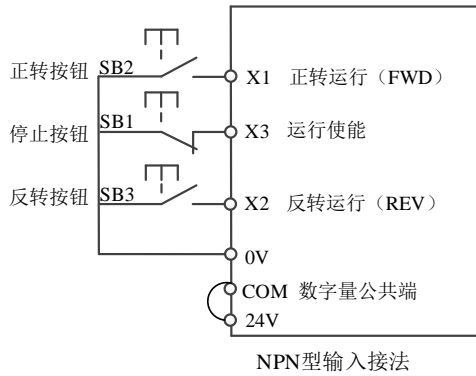 正转按钮 SB2 X1 正转运行（FWD）
停止按钮 SB1 X3 运行使能
反转按钮 SB3 X2 反转运行（REV）
0V
COM 数字量公共端
24V
NPN型输入接法